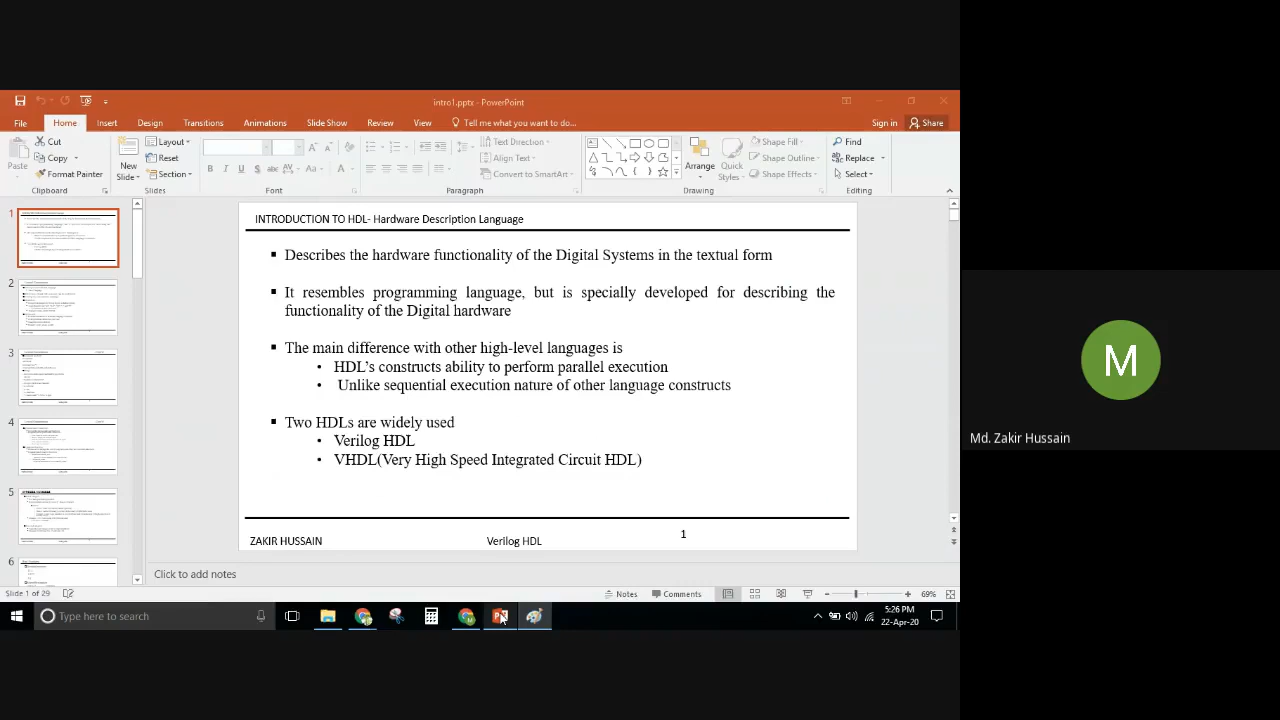 intro1.pptx - PowerPoint
File Home Insert Design Transitions Animations Slide Show Review View Tell me what you want to do... Sign in Share
Paste Cut Copy Format Painter
Clipboard
New Slide Layout Reset Section
Slides
Font
Text Direction Align Text Convert to SmartArt
Paragraph
Arrange Quick Styles Shape Fill Shape Outline Shape Effects
Drawing
Find Replace Select
Editing
1
2
3
4
5
6
INTRODUCTION TO HDL- Hardware Description Language
Describes the hardware functionality of the Digital Systems in the textual form
It resembles programming language, but is specially developed for describing the
functionality of the Digital hardware
The main difference with other high-level languages is
HDL's constructs ability to perform parallel execution
Unlike sequential execution nature of other language constructs
Two HDLs are widely used
Verilog HDL
VHDL( Very High Speed Integrated Circuit HDL)
ZAKIR HUSSAIN Verilog HDL 1
Click to add notes
Slide 1 of 29 Notes Comments 69%
Type here to search
5:26 PM
22-Apr-20
M
Md. Zakir Hussain